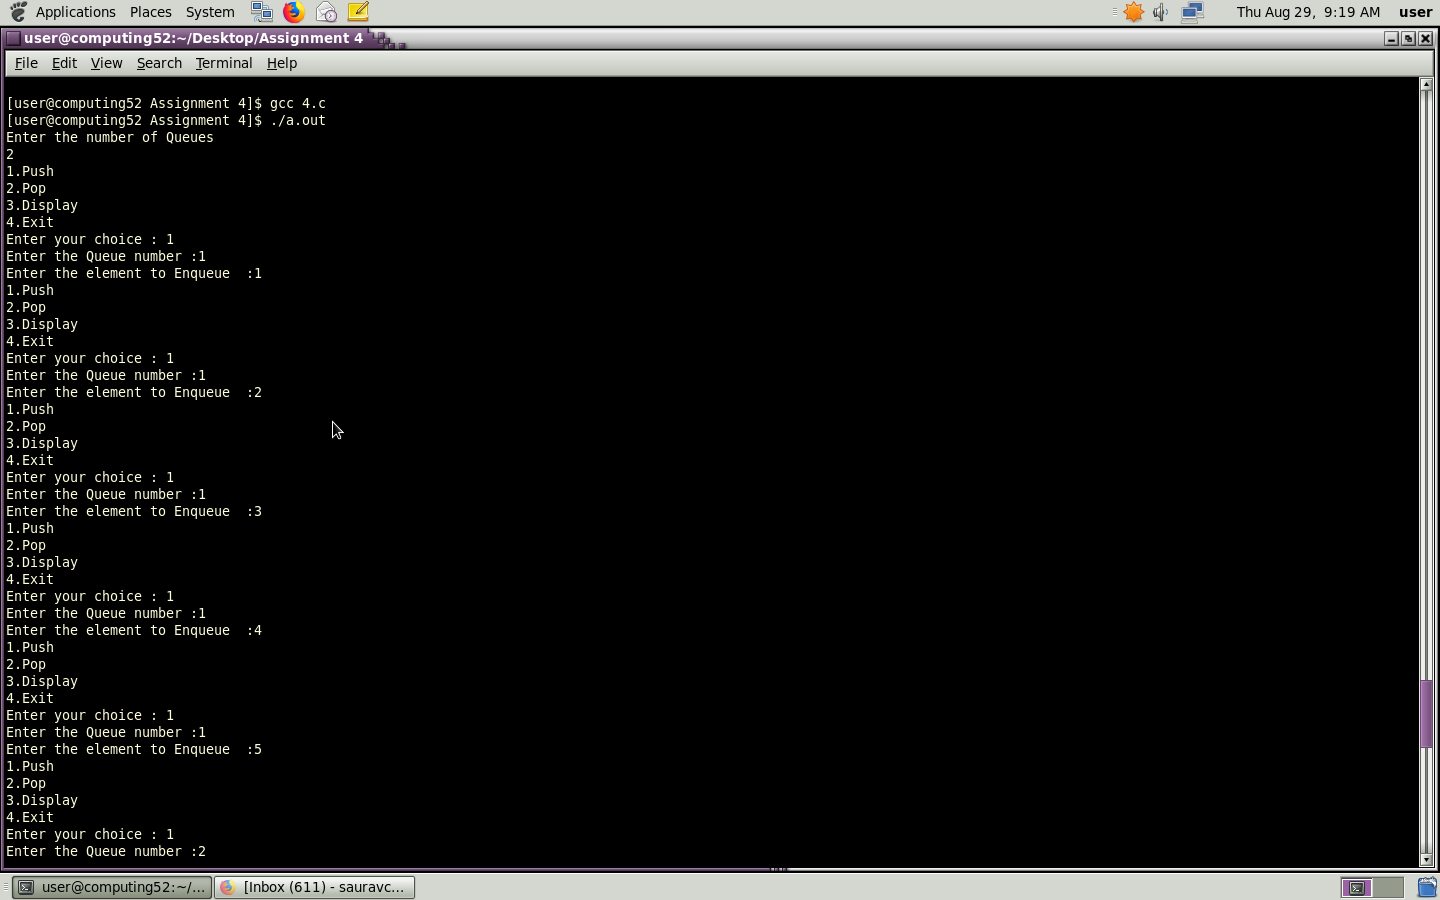 Applications Places System Thu Aug 29, 9:19 AM user
user@computing52:~/Desktop/Assignment 4
File Edit View Search Terminal Help
[user@computing52 Assignment 4]$ gcc 4.c
[user@computing52 Assignment 4]$ ./a.out
Enter the number of Queues
2
1.Push
2.Pop
3.Display
4.Exit
Enter your choice : 1
Enter the Queue number :1
Enter the element to Enqueue  :1
1.Push
2.Pop
3.Display
4.Exit
Enter your choice : 1
Enter the Queue number :1
Enter the element to Enqueue  :2
1.Push
2.Pop
3.Display
4.Exit
Enter your choice : 1
Enter the Queue number :1
Enter the element to Enqueue  :3
1.Push
2.Pop
3.Display
4.Exit
Enter your choice : 1
Enter the Queue number :1
Enter the element to Enqueue  :4
1.Push
2.Pop
3.Display
4.Exit
Enter your choice : 1
Enter the Queue number :1
Enter the element to Enqueue  :5
1.Push
2.Pop
3.Display
4.Exit
Enter your choice : 1
Enter the Queue number :2
user@computing52:~/... [Inbox (611) - sauravc...